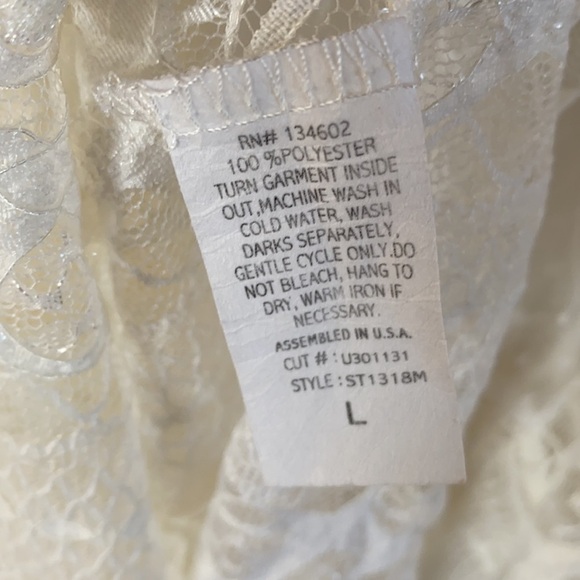 RN# 134602
100 %POLYESTER
TURN GARMENT INSIDE
OUT,MACHINE WASH IN
COLD WATER, WASH
DARKS SEPARATELY,
GENTLE CYCLE ONLY.DO
NOT BLEACH, HANG TO
DRY, WARM IRON IF
NECESSARY.
ASSEMBLED IN U.S.A.
CUT # : U301131
STYLE : ST1318M
L